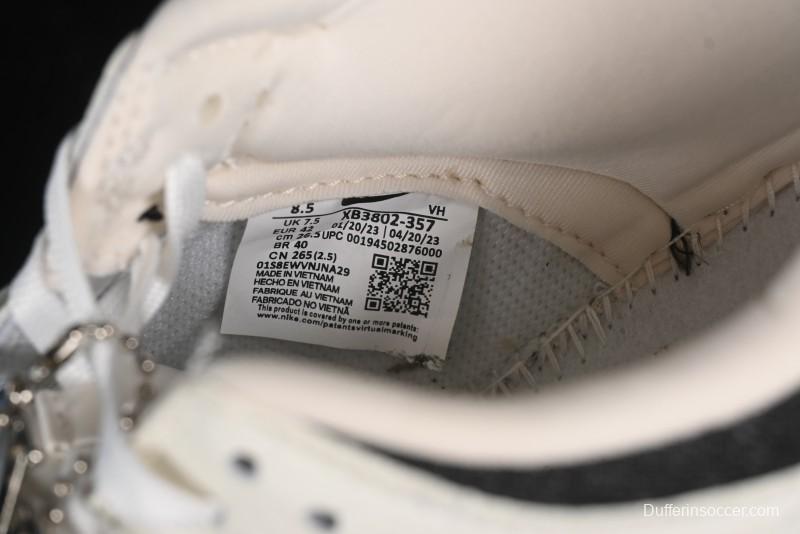 8.5 XB3802-357 VH
UK 7.5 01/20/23 | 04/20/23
EUR 42 UPC 00194502876000
cm 26.5
BR 40
CN 265(2.5)
01S8EWVNJNA29
MADE IN VIETNAM
HECHO EN VIETNAM
FABRIQUE AU VIETNAM
FABRICADO NO VIETNÃ
This product is covered by one or more patents:
www.nike.com/patentsvirtualmarking
Dufferinsoccer.com/